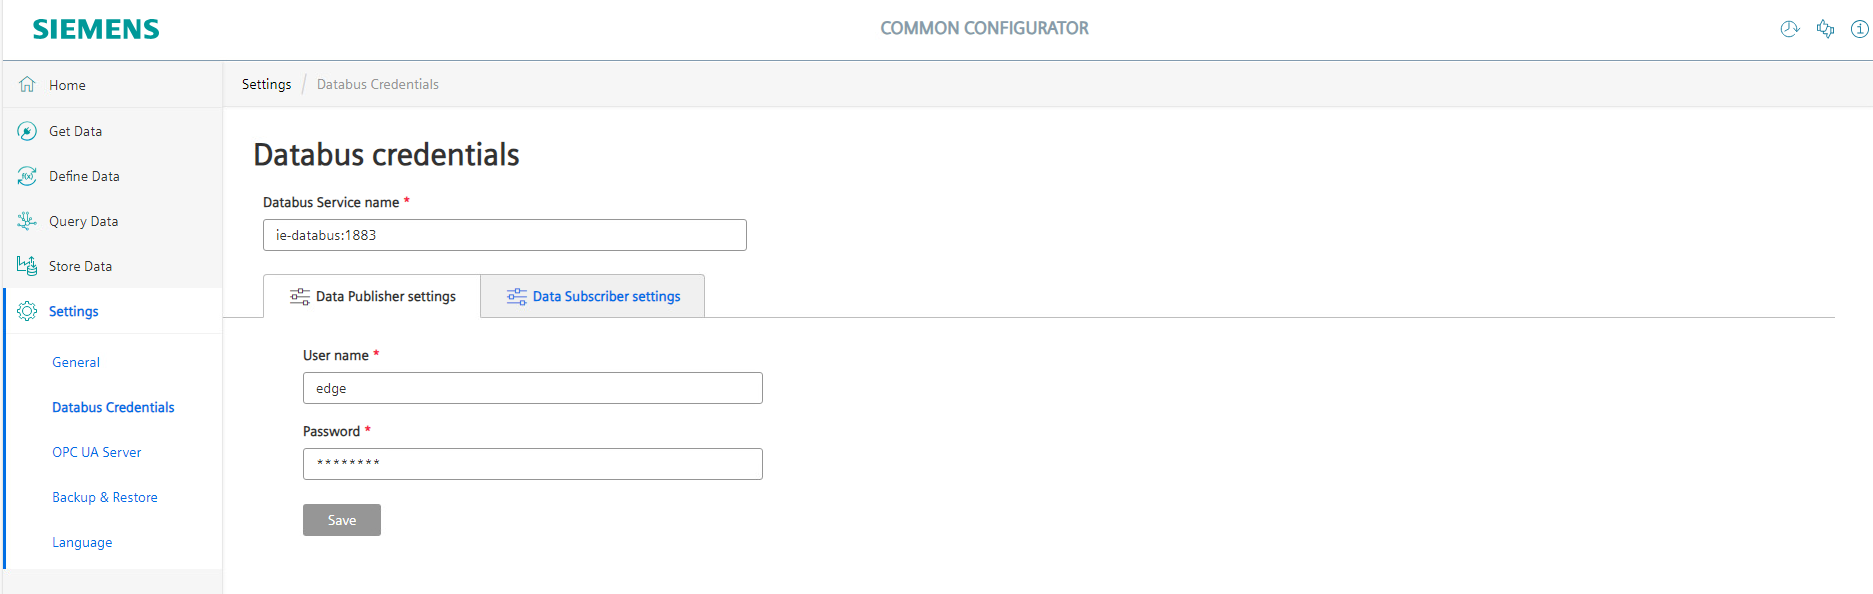 SIEMENS
COMMON CONFIGURATOR
Home
Get Data
Define Data
Query Data
Store Data
Settings
General
Databus Credentials
OPC UA Server
Backup & Restore
Language
Settings / Databus Credentials
Databus credentials
Databus Service name *
ie-databus:1883
Data Publisher settings
Data Subscriber settings
User name *
edge
Password *
********
Save